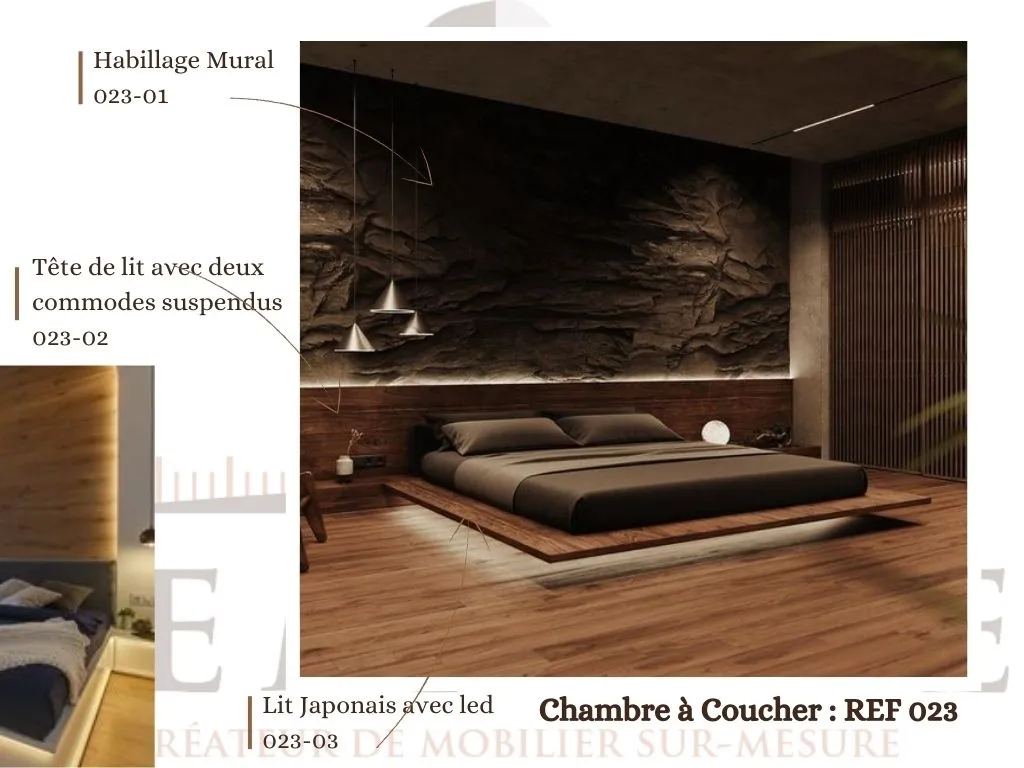 Habillage Mural
023-01
Tête de lit avec deux
commodes suspendus
023-02
Lit Japonais avec led
023-03
Chambre à Coucher : REF 023
RÉATEUR DE MOBILIER SUR-MESURE